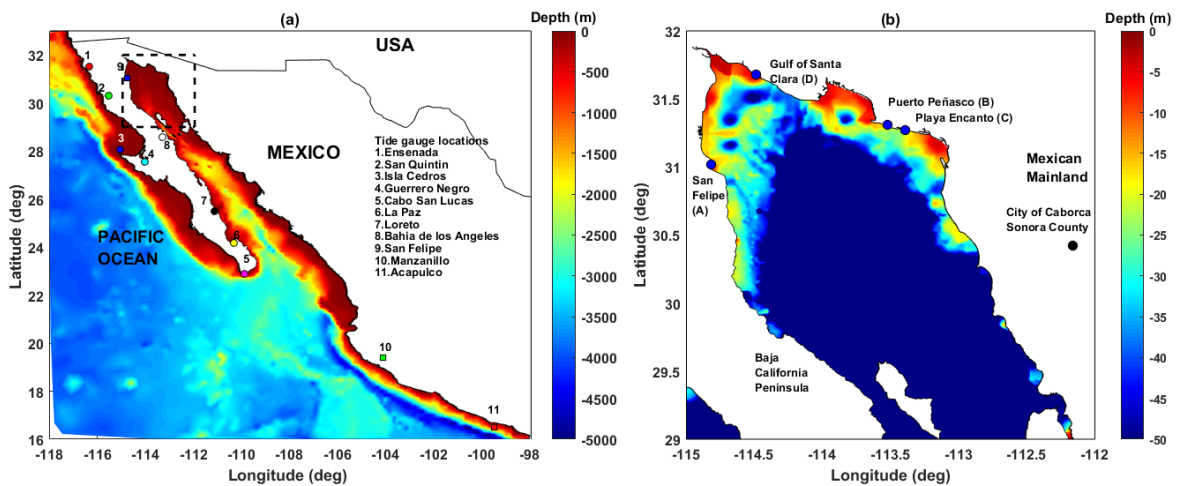 (a)
Depth (m)
USA
MEXICO
PACIFIC
OCEAN
Tide gauge locations
1.Ensenada
2.San Quintin
3.Isla Cedros
4.Guerrero Negro
5.Cabo San Lucas
6.La Paz
7.Loreto
8.Bahia de los Angeles
9.San Felipe
10.Manzanillo
11.Acapulco
1
2
3
4
5
6
7
8
9
10
11
32
30
28
26
24
22
20
18
16
Latitude (deg)
-118 -116 -114 -112 -110 -108 -106 -104 -102 -100 -98
Longitude (deg)
0
-500
-1000
-1500
-2000
-2500
-3000
-3500
-4000
-4500
-5000
(b)
Depth (m)
Gulf of Santa
Clara (D)
Puerto Peñasco (B)
Playa Encanto (C)
San
Felipe
(A)
Mexican
Mainland
City of Caborca
Sonora County
Baja
California
Peninsula
32
31.5
31
30.5
30
29.5
29
Latitude (deg)
-115 -114.5 -114 -113.5 -113 -112.5 -112
Longitude (deg)
0
-5
-10
-15
-20
-25
-30
-35
-40
-45
-50